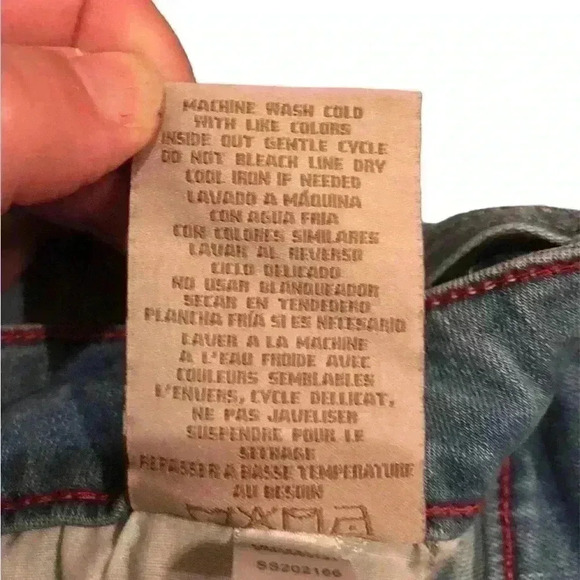 MACHINE WASH COLD
WITH LIKE COLORS
INSIDE OUT GENTLE CYCLE
DO NOT BLEACH LINE DRY
COOL IRON IF NEEDED
LAVADO A MÁQUINA
CON AGUA FRIA
CON COLORES SIMILARES
LAVAR AL REVERSO
CICLO DELICADO
NO USAR BLANQUEADOR
SECAR EN TENDEDERO
PLANCHA FRÍA SI ES NECESARIO
LAVER A LA MACHINE
A L'EAU FROIDE AVEC
COULEURS SEMBLABLES
L'ENVERS, CYCLE DELLICAT,
NE PAS JAVELISER
SUSPENDRE POUR LE
SETHAGE
REPASSER A BASSE TEMPERATURE
AU BESOIN
SS202166